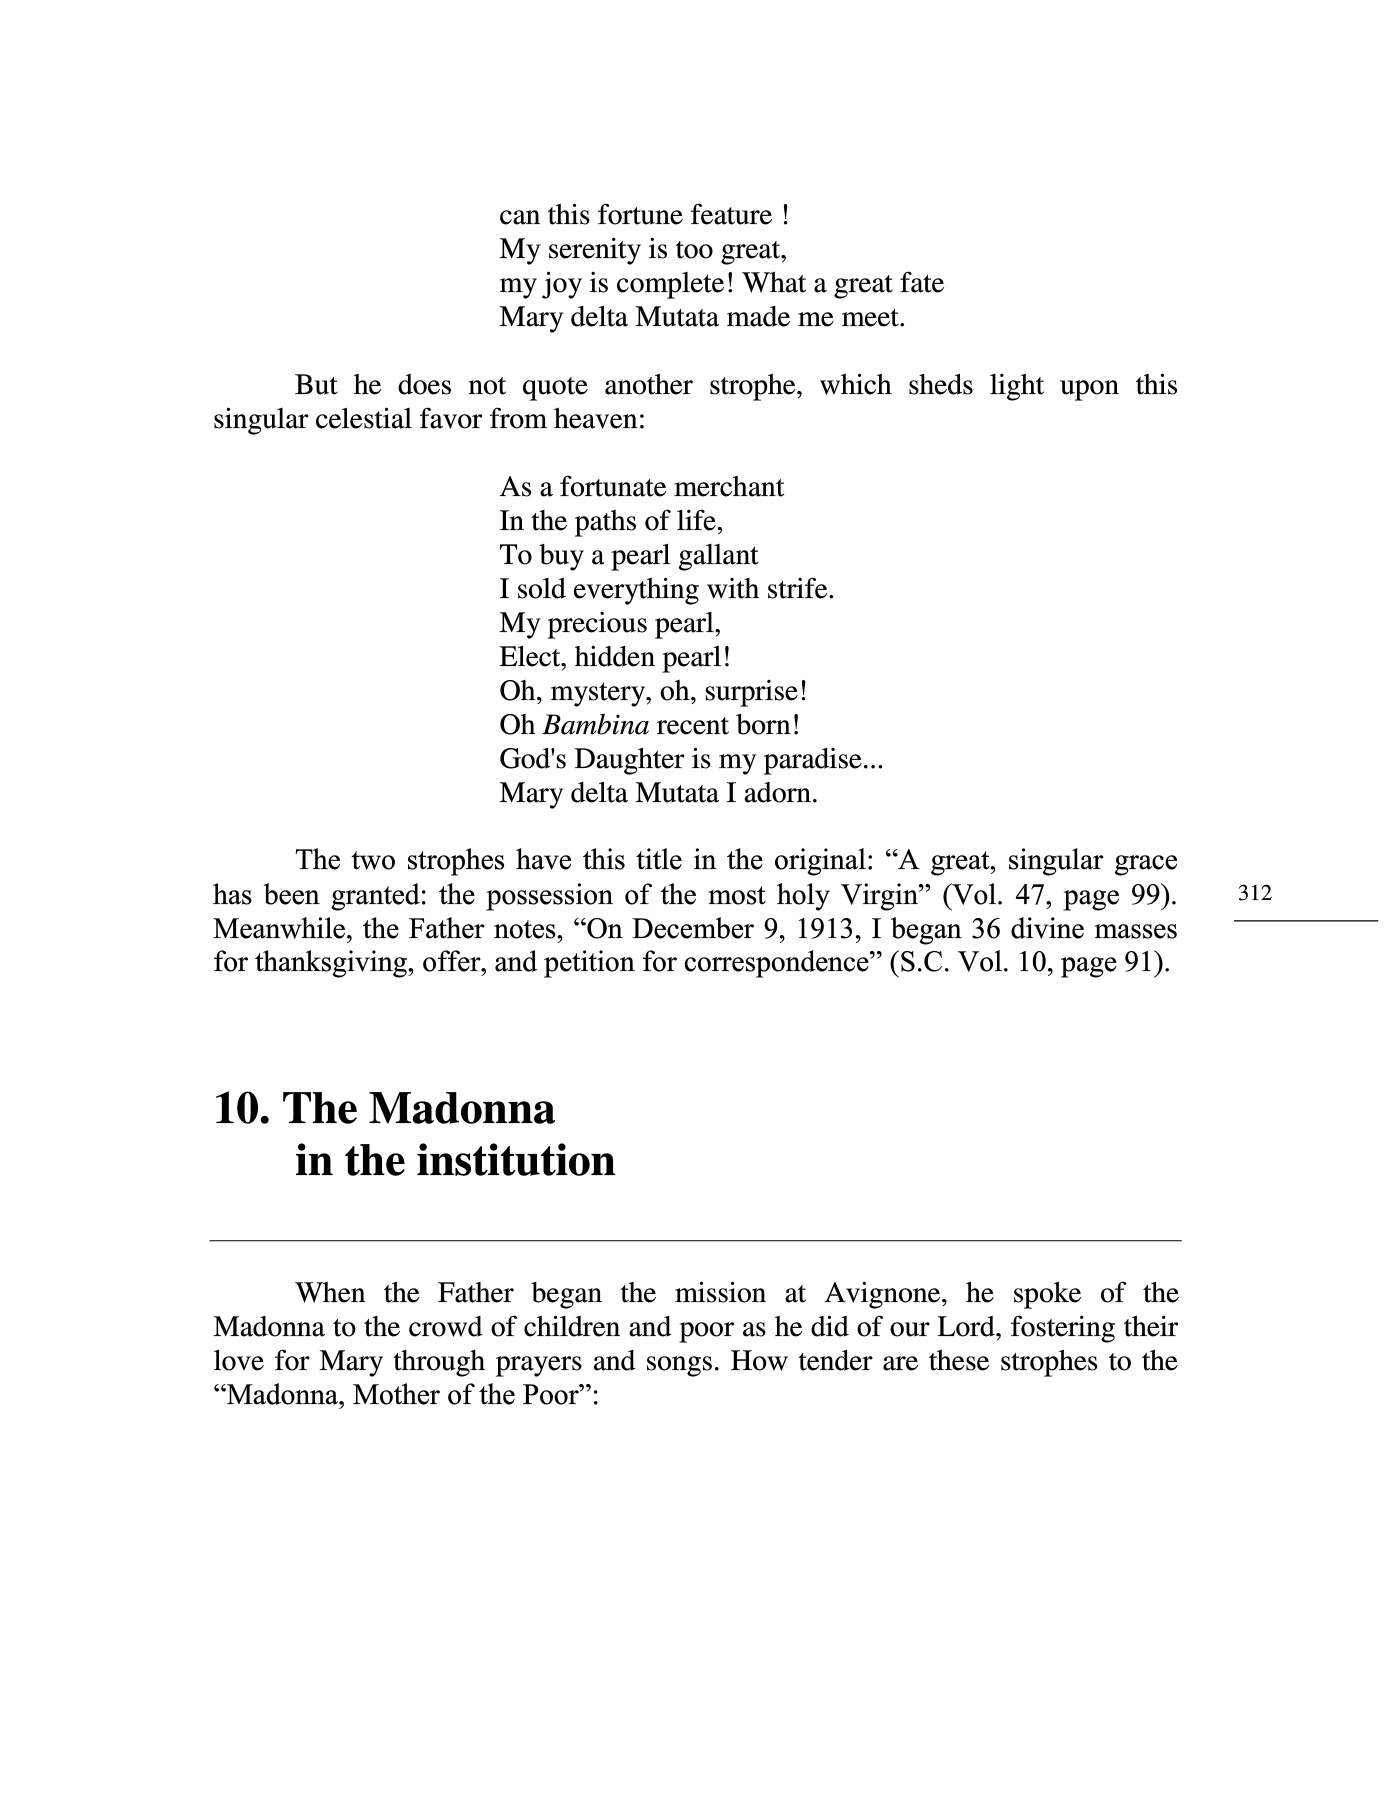 can this fortune feature !
My serenity is too great,
my joy is complete! What a great fate
Mary delta Mutata made me meet.
But he does not quote another strophe, which sheds light upon this
singular celestial favor from heaven:
As a fortunate merchant
In the paths of life,
To buy a pearl gallant
I sold everything with strife.
My precious pearl,
Elect, hidden pearl!
Oh, mystery, oh, surprise!
Oh Bambina recent born!
God's Daughter is my paradise...
Mary delta Mutata I adorn.
The two strophes have this title in the original: “A great, singular grace
has been granted: the possession of the most holy Virgin” (Vol. 47, page 99).
Meanwhile, the Father notes, “On December 9, 1913, I began 36 divine masses
for thanksgiving, offer, and petition for correspondence” (S.C. Vol. 10, page 91).
312
10. The Madonna
in the institution
When the Father began the mission at Avignone, he spoke of the
Madonna to the crowd of children and poor as he did of our Lord, fostering their
love for Mary through prayers and songs. How tender are these strophes to the
“Madonna, Mother of the Poor”: